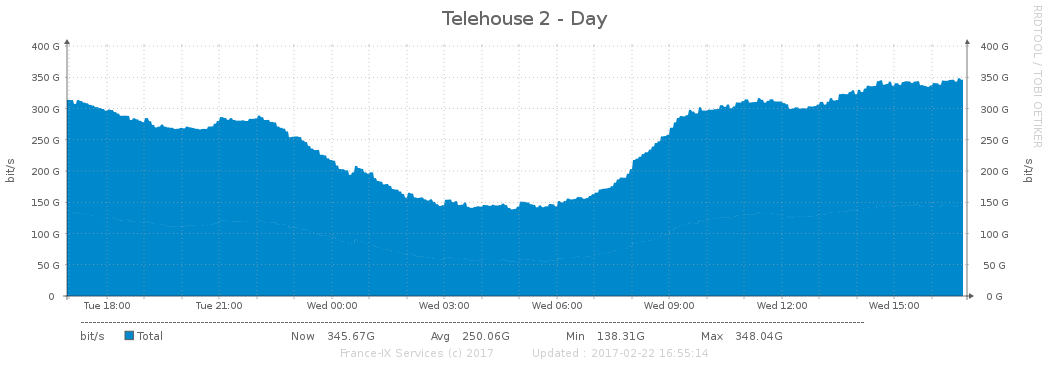 Telehouse 2 - Day
RRDTOOL / TOBI OETIKER
400 G 400 G
350 G 350 G
300 G 300 G
250 G 250 G
200 G 200 G
150 G 150 G
100 G 100 G
50 G 50 G
0 0 G
bit/s bit/s
Tue 18:00 Tue 21:00 Wed 00:00 Wed 03:00 Wed 06:00 Wed 09:00 Wed 12:00 Wed 15:00
bit/s Total Now 345.67G Avg 250.06G Min 138.31G Max 348.04G
France-IX Services (c) 2017 Updated : 2017-02-22 16:55:14